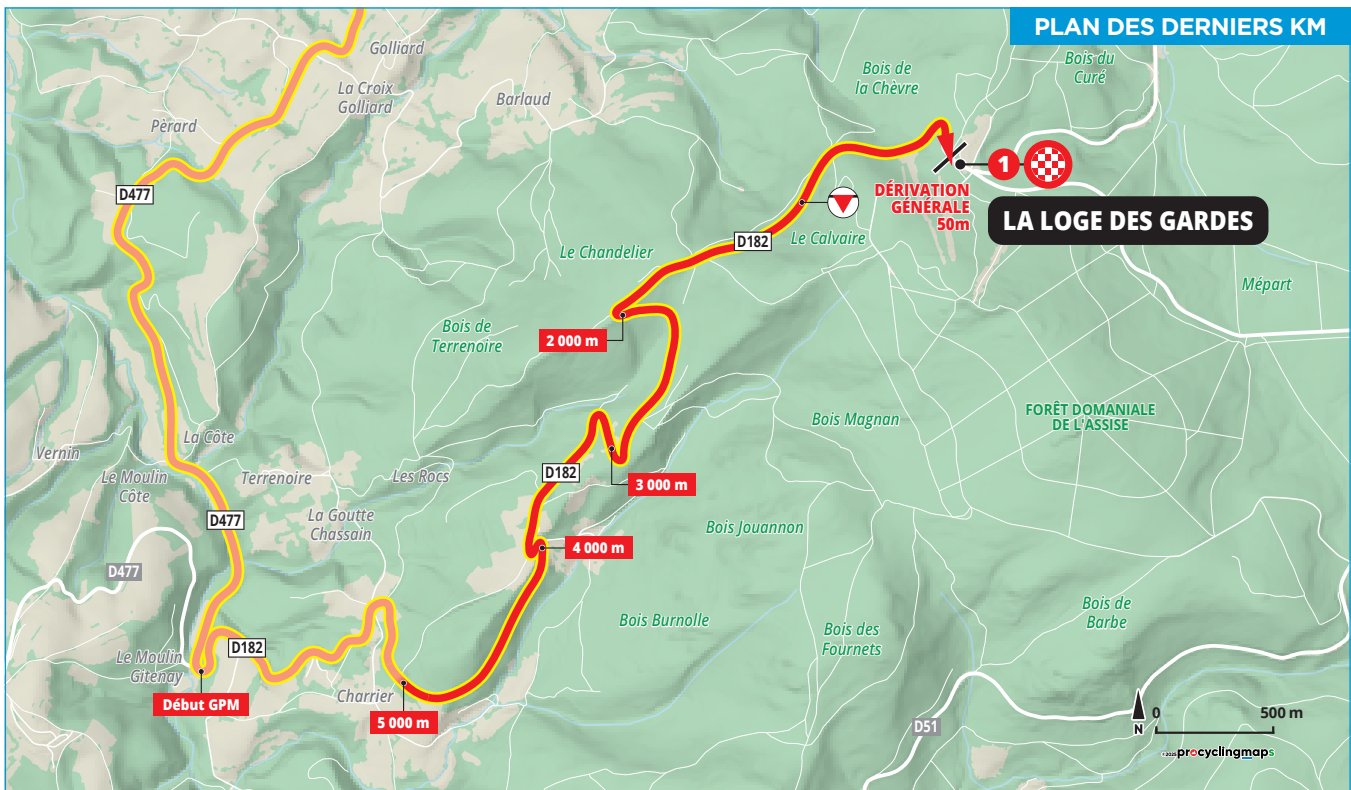 PLAN DES DERNIERS KM
Golliard
La Croix
Golliard
Barlaud
Pèrard
Bois de
la Chèvre
Bois du
Curé
D477
1
DÉRIVATION
GÉNÉRALE
50m
LA LOGE DES GARDES
D182
Le Calvaire
Le Chandelier
Mépart
Bois de
Terrenoire
2 000 m
FORÊT DOMANIALE
DE L'ASSISE
Bois Magnan
La Côte
Vernin
Le Moulin
Côte
Terrenoire
Les Rocs
D182
3 000 m
La Goutte
Chassain
D477
Bois Jouannon
4 000 m
D477
Bois Burnolle
Bois des
Fournets
Bois de
Barbe
D182
Le Moulin
Gitenay
Charrier
Début GPM
5 000 m
D51
N
0
500 m
©2025 procyclingmaps